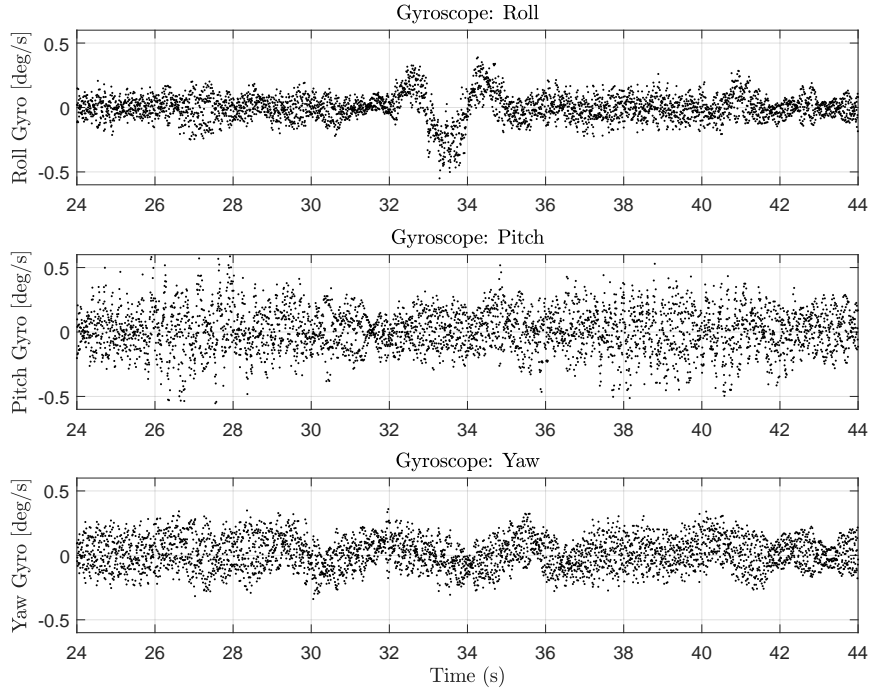 Gyroscope: Roll
Roll Gyro [deg/s]
0.5
0
-0.5
24 26 28 30 32 34 36 38 40 42 44
Gyroscope: Pitch
Pitch Gyro [deg/s]
0.5
0
-0.5
24 26 28 30 32 34 36 38 40 42 44
Gyroscope: Yaw
Yaw Gyro [deg/s]
0.5
0
-0.5
24 26 28 30 32 34 36 38 40 42 44
Time (s)